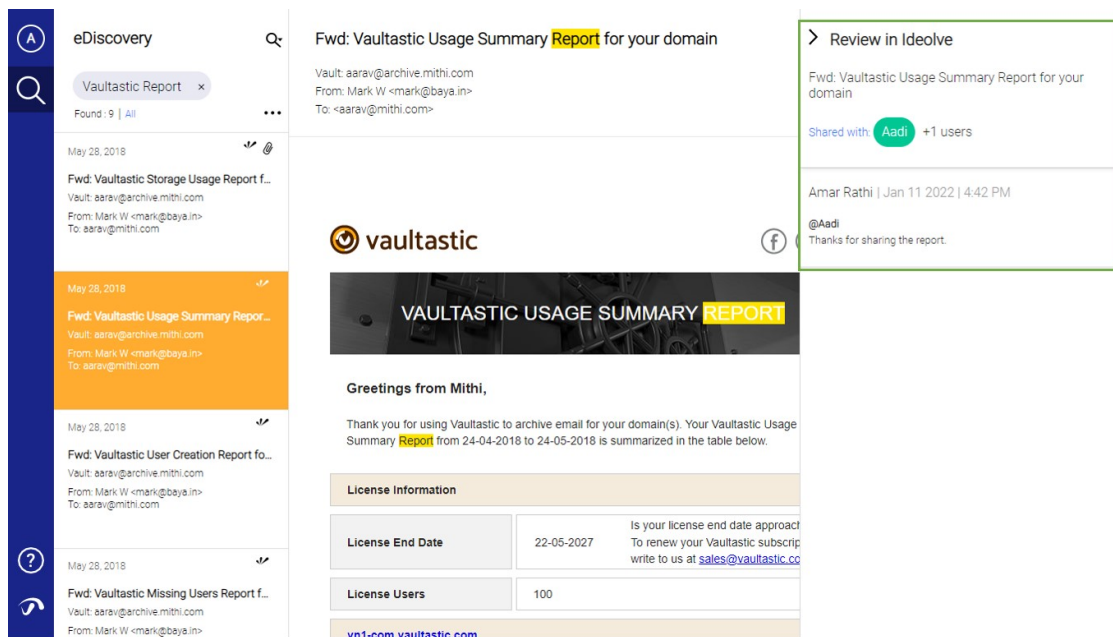 A
eDiscovery
Vaultastic Report ×
Found : 9 | All
May 28, 2018
Fwd: Vaultastic Storage Usage Report f...
Vault: aarav@archive.mithi.com
From: Mark W <mark@baya.in>
To: aarav@mithi.com
May 28, 2018
Fwd: Vaultastic Usage Summary Repor...
Vault: aarav@archive.mithi.com
From: Mark W <mark@baya.in>
To: aarav@mithi.com
May 28, 2018
Fwd: Vaultastic User Creation Report fo...
Vault: aarav@archive.mithi.com
From: Mark W <mark@baya.in>
To: aarav@mithi.com
May 28, 2018
Fwd: Vaultastic Missing Users Report f...
Vault: aarav@archive.mithi.com
From: Mark W <mark@baya.in>
Fwd: Vaultastic Usage Summary Report for your domain
Vault: aarav@archive.mithi.com
From: Mark W <mark@baya.in>
To: <aarav@mithi.com>
vaultastic
VAULTASTIC USAGE SUMMARY REPORT
Greetings from Mithi,
Thank you for using Vaultastic to archive email for your domain(s). Your Vaultastic Usage
Summary Report from 24-04-2018 to 24-05-2018 is summarized in the table below.
License Information
License End Date
22-05-2027
Is your license end date approach
To renew your Vaultastic subscrip
write to us at sales@vaultastic.co
License Users
100
vn1-com.vaultastic.com
Review in Ideolve
Fwd: Vaultastic Usage Summary Report for your
domain
Shared with: Aadi +1 users
Amar Rathi | Jan 11 2022 | 4:42 PM
@Aadi
Thanks for sharing the report.